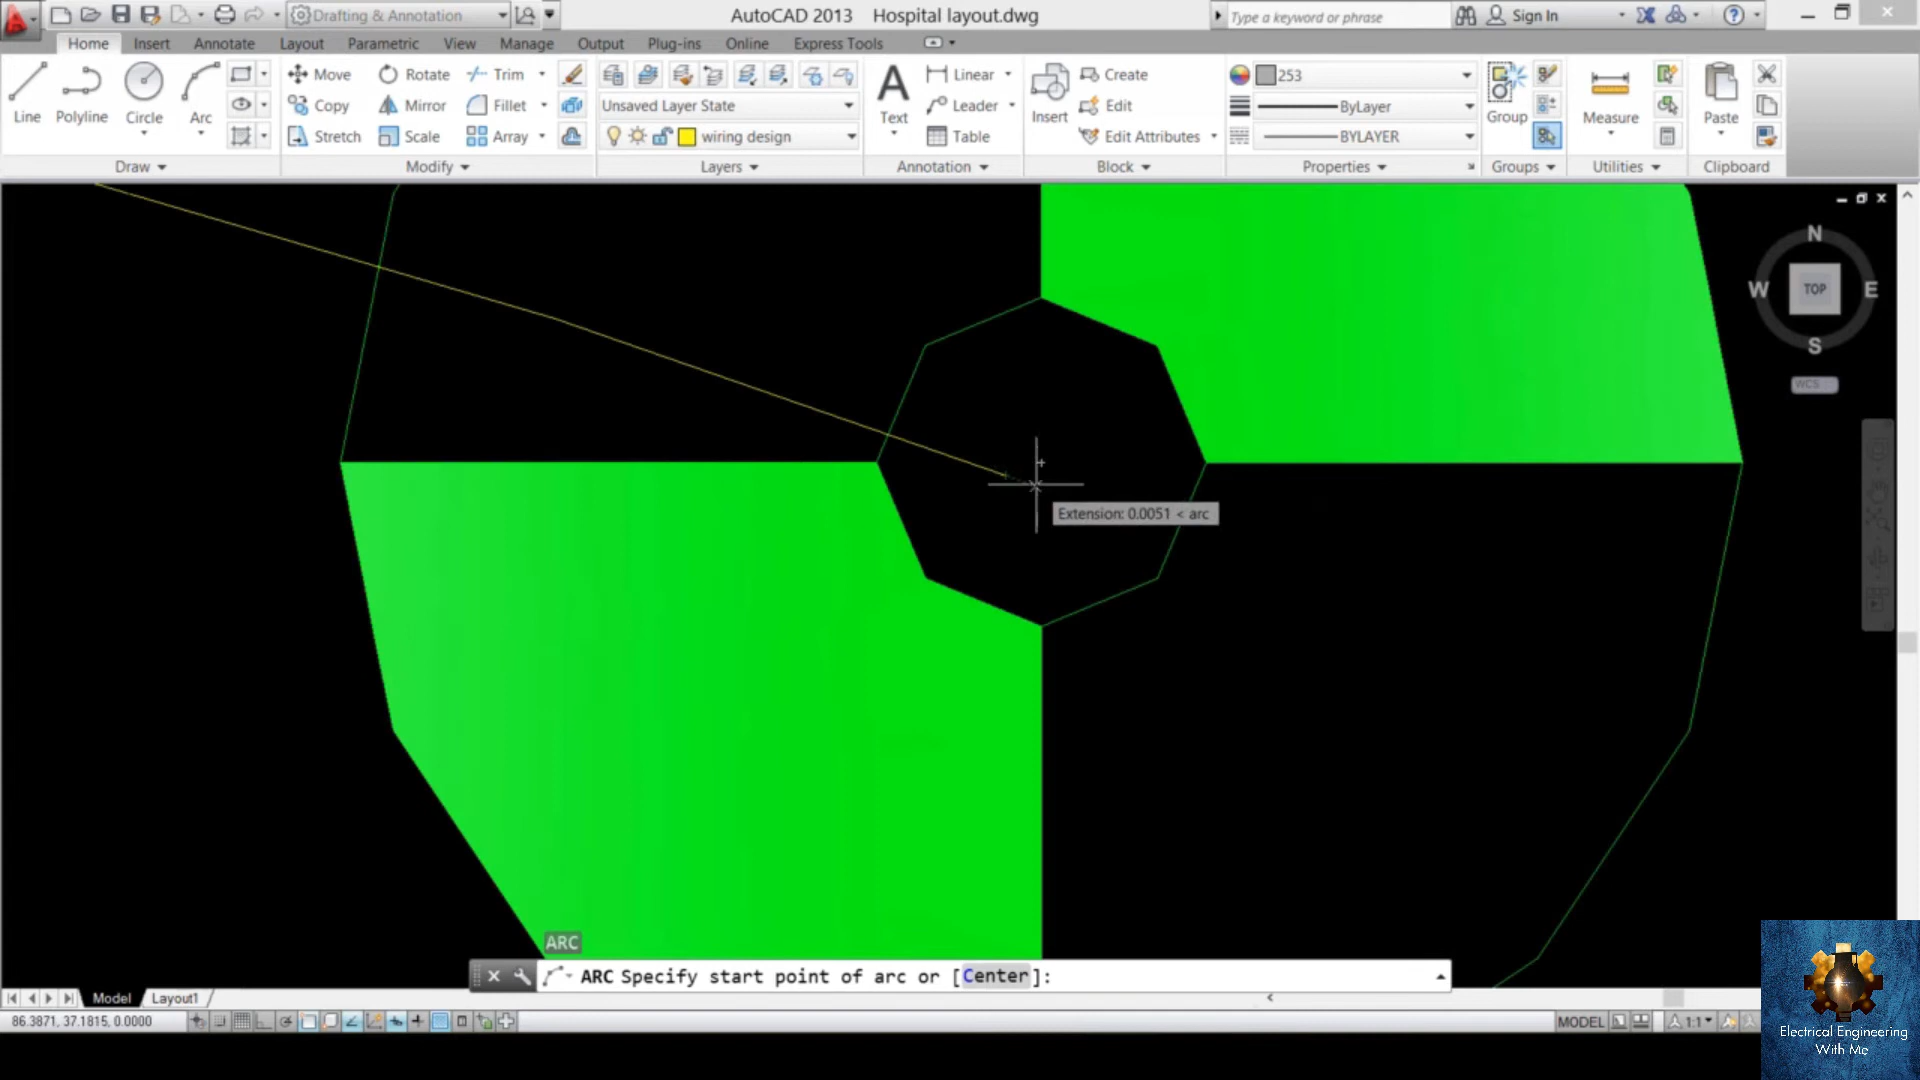 Drafting & Annotation
AutoCAD 2013 Hospital layout.dwg
Type a keyword or phrase
Sign In
Home Insert Annotate Layout Parametric View Manage Output Plug-ins Online Express Tools
Line Polyline Circle Arc
Move Rotate Trim
Copy Mirror Fillet
Stretch Scale Array
Unsaved Layer State
wiring design
Text
Linear
Leader
Table
Insert
Create
Edit
Edit Attributes
253
ByLayer
BYLAYER
Group
Measure
Paste
Draw Modify Layers Annotation Block Properties Groups Utilities Clipboard
N
W TOP E
S
WCS
Extension: 0.0051 < arc
ARC
ARC Specify start point of arc or [Center]:
Model Layout1
86.3871, 37.1815, 0.0000
MODEL
1:1
Electrical Engineering
With Me